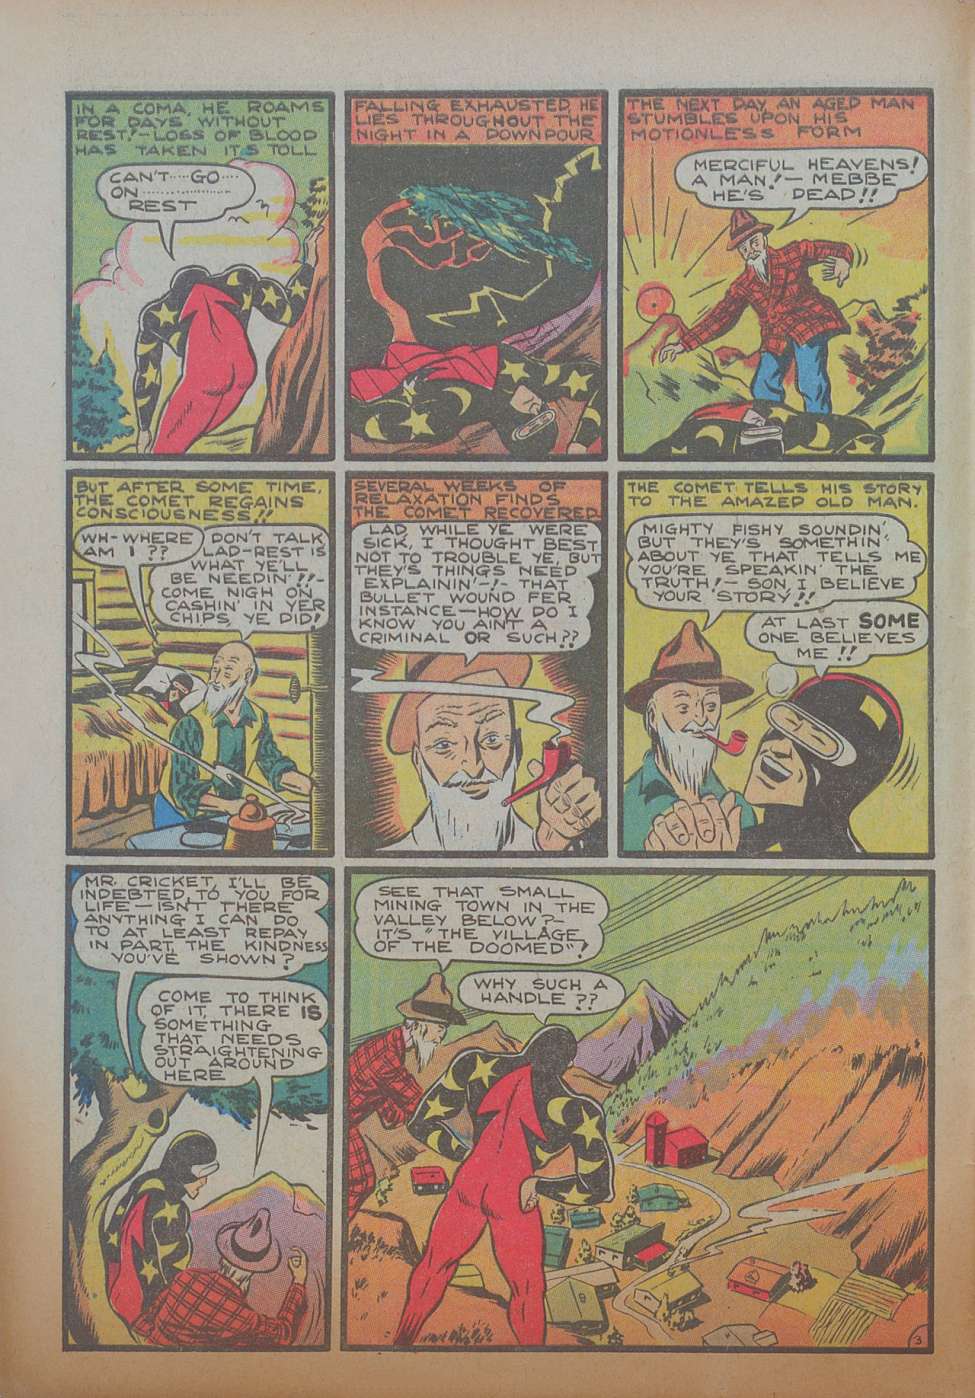 IN A COMA, HE ROAMS
FOR DAYS, WITHOUT
REST!-LOSS OF BLOOD
HAS TAKEN IT'S TOLL
CAN'T.....GO....
ON..................
REST
FALLING EXHAUSTED, HE
LIES THROUGHOUT THE
NIGHT IN A DOWNPOUR
THE NEXT DAY, AN AGED MAN
STUMBLES UPON HIS
MOTIONLESS FORM
MERCIFUL HEAVENS!
A MAN!-MEBBE
HE'S DEAD!!
BUT AFTER SOME TIME,
THE COMET REGAINS
CONSCIOUSNESS!!
WH-WHERE
AM I??
DON'T TALK
LAD-REST IS
WHAT YE'LL
BE NEEDIN'!!-
COME NIGH ON
CASHIN' IN YER
CHIPS, YE DID!
SEVERAL WEEKS OF
RELAXATION FINDS
THE COMET RECOVERED
LAD WHILE YE WERE
SICK, I THOUGHT BEST
NOT TO TROUBLE YE, BUT
THEY'S THINGS NEED
EXPLAININ'-!-THAT
BULLET WOUND FER
INSTANCE-HOW DO I
KNOW YOU AINT A
CRIMINAL OR SUCH??
THE COMET TELLS HIS STORY
TO THE AMAZED OLD MAN.
MIGHTY FISHY SOUNDIN'
BUT THEY'S SOMETHIN'
ABOUT YE THAT TELLS ME
YOU'RE SPEAKIN' THE
TRUTH!-SON, I BELIEVE
YOUR STORY!!
AT LAST SOME
ONE BELIEVES
ME!!
MR. CRICKET, I'LL BE
INDEBTED TO YOU FOR
LIFE-ISN'T THERE
ANYTHING I CAN DO
TO AT LEAST REPAY
IN PART, THE KINDNESS
YOU'VE SHOWN?
COME TO THINK
OF IT, THERE IS
SOMETHING
THAT NEEDS
STRAIGHTENING
OUT AROUND
HERE
SEE THAT SMALL
MINING TOWN IN THE
VALLEY BELOW?-
IT'S "THE VILLAGE
OF THE DOOMED"!
WHY SUCH A
HANDLE??
3